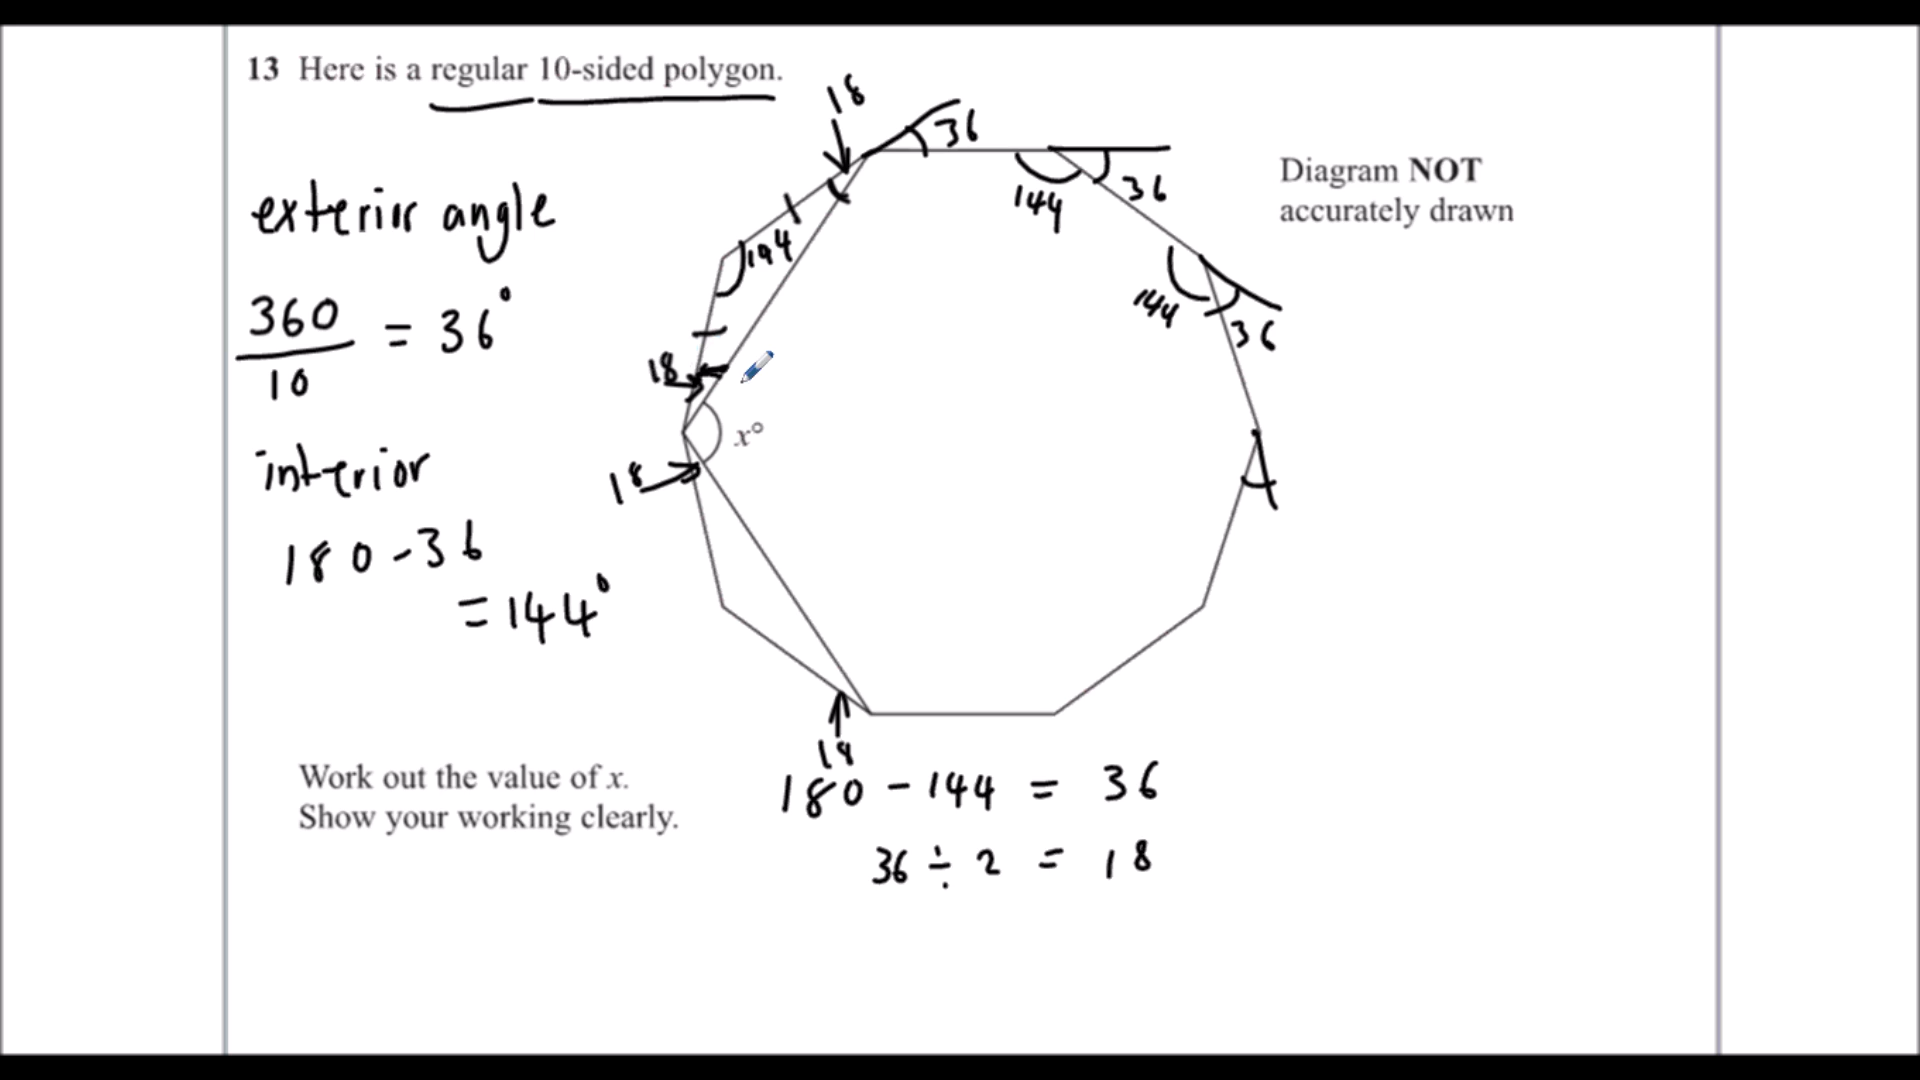 13 Here is a regular 10-sided polygon.
18
36
Diagram NOT
accurately drawn
144
36
exterior angle
144
144
36
360
10
= 36°
18
x°
18
interior
180 - 36
= 144°
18
Work out the value of x.
Show your working clearly.
180 - 144 = 36
36 ÷ 2 = 18